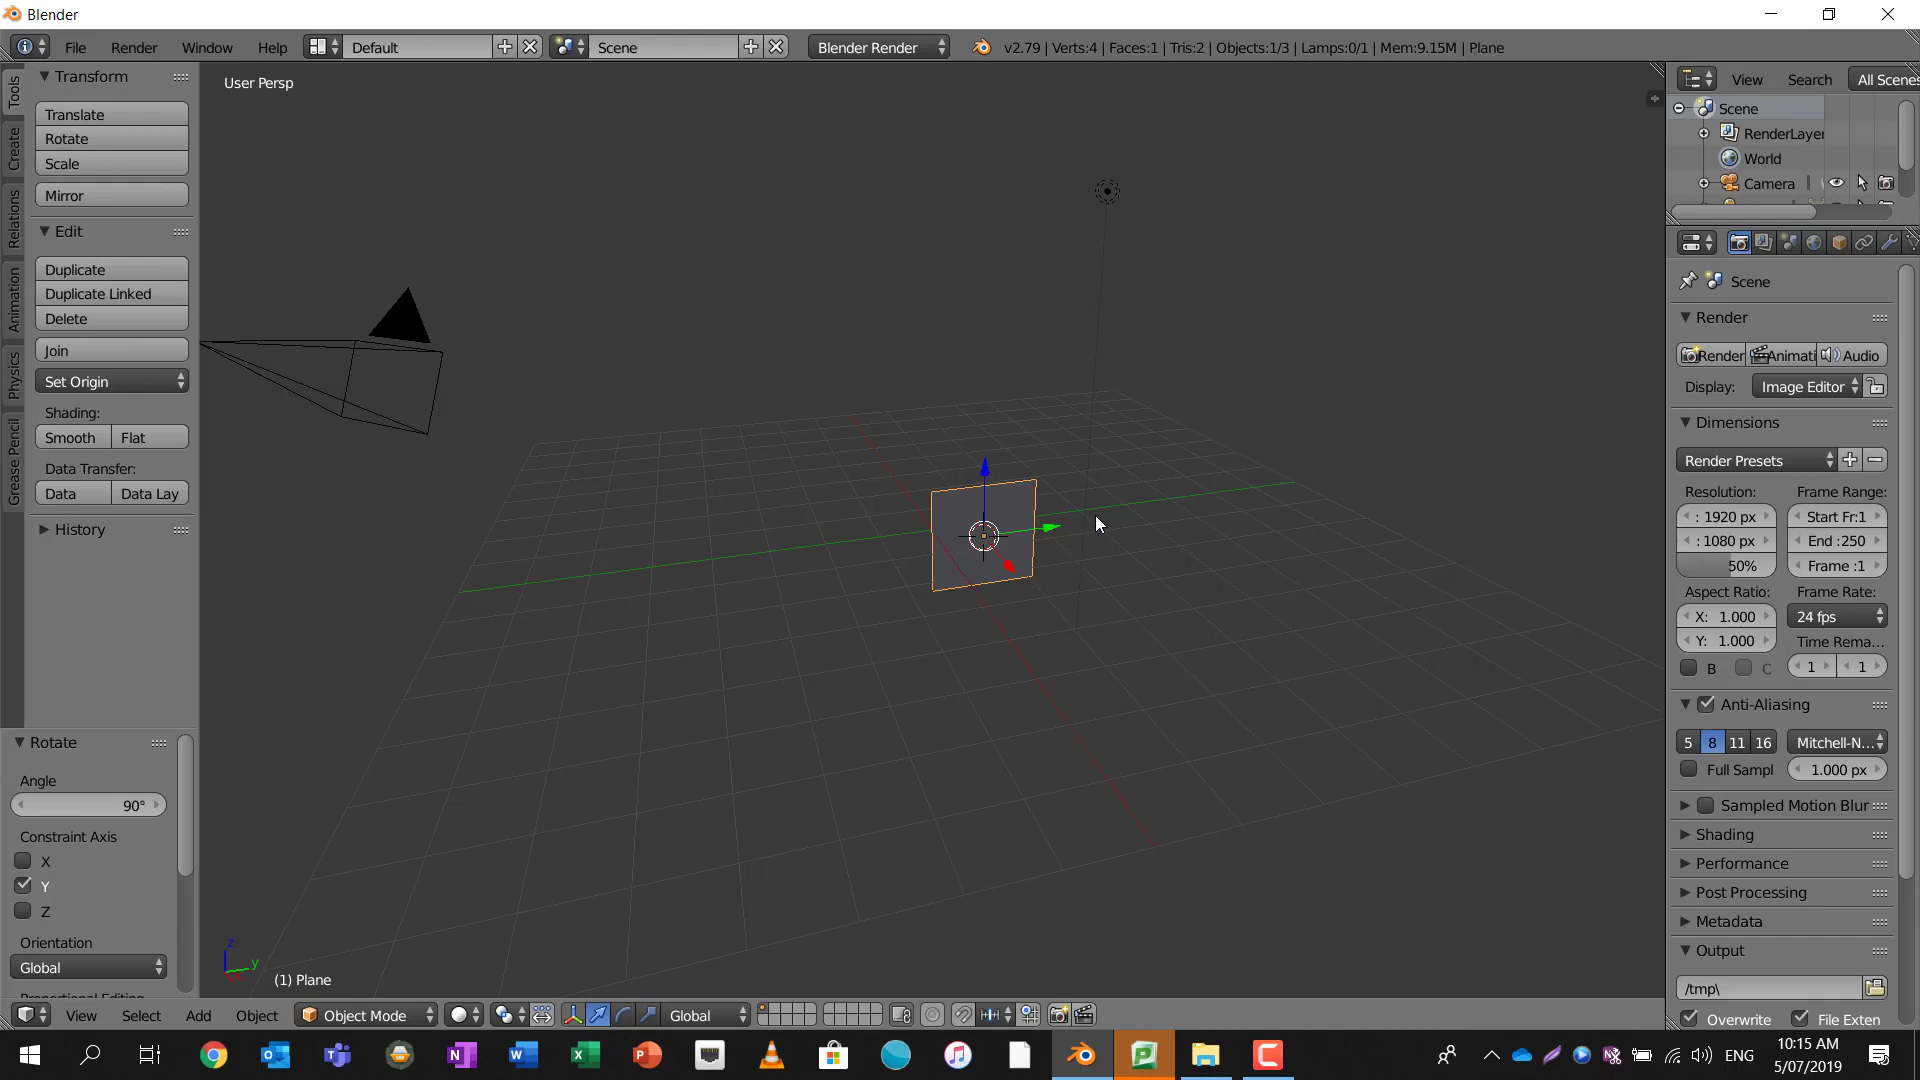 Blender
File Render Window Help Default Scene Blender Render v2.79 | Verts:4 | Faces:1 | Tris:2 | Objects:1/3 | Lamps:0/1 | Mem:9.15M | Plane
Tools
Create
Relations
Animation
Physics
Grease Pencil
Transform
Translate
Rotate
Scale
Mirror
Edit
Duplicate
Duplicate Linked
Delete
Join
Set Origin
Shading:
Smooth Flat
Data Transfer:
Data Data Lay
History
Rotate
Angle
90°
Constraint Axis
X
Y
Z
Orientation
Global
User Persp
z
y
(1) Plane
View Select Add Object Object Mode Global
View Search All Scenes
Scene
RenderLayer
World
Camera
Scene
Render
Render Animati Audio
Display: Image Editor
Dimensions
Render Presets
Resolution: Frame Range:
: 1920 px Start Fr:1
: 1080 px End :250
50% Frame :1
Aspect Ratio: Frame Rate:
X: 1.000 24 fps
Y: 1.000 Time Rema...
B C 1 1
Anti-Aliasing
5 8 11 16 Mitchell-N...
Full Sampl 1.000 px
Sampled Motion Blur
Shading
Performance
Post Processing
Metadata
Output
/tmp\
Overwrite File Exten
ENG
10:15 AM
5/07/2019